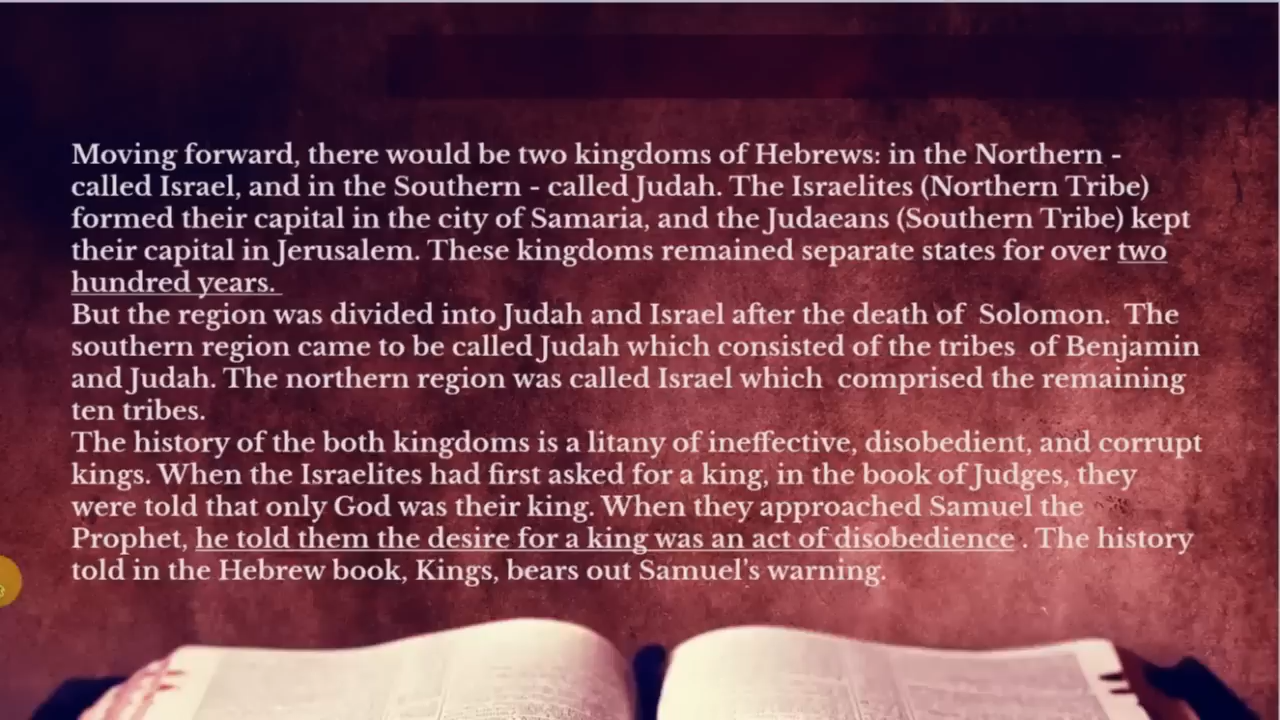 Moving forward, there would be two kingdoms of Hebrews: in the Northern -
called Israel, and in the Southern - called Judah. The Israelites (Northern Tribe)
formed their capital in the city of Samaria, and the Judaeans (Southern Tribe) kept
their capital in Jerusalem. These kingdoms remained separate states for over two
hundred years.
But the region was divided into Judah and Israel after the death of Solomon. The
southern region came to be called Judah which consisted of the tribes of Benjamin
and Judah. The northern region was called Israel which comprised the remaining
ten tribes.
The history of the both kingdoms is a litany of ineffective, disobedient, and corrupt
kings. When the Israelites had first asked for a king, in the book of Judges, they
were told that only God was their king. When they approached Samuel the
Prophet, he told them the desire for a king was an act of disobedience . The history
told in the Hebrew book, Kings, bears out Samuel's warning.